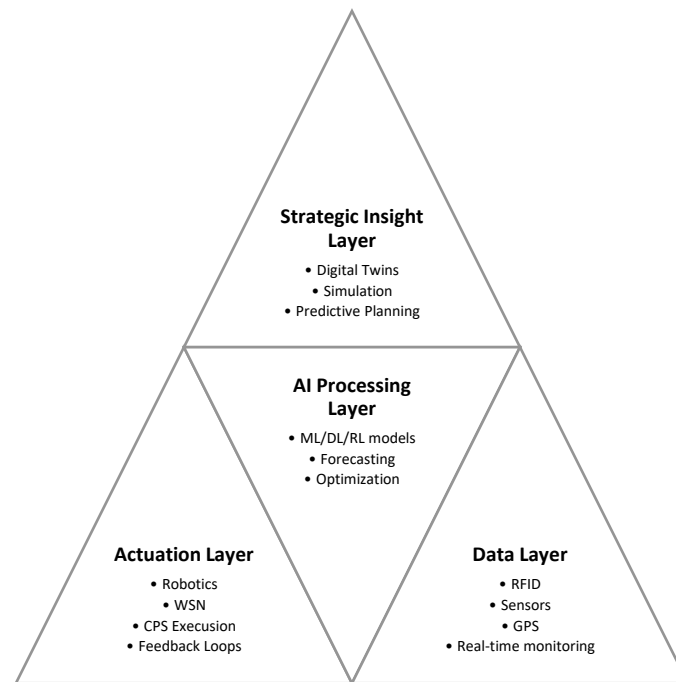 Strategic Insight
Layer
• Digital Twins
• Simulation
• Predictive Planning
AI Processing
Layer
• ML/DL/RL models
• Forecasting
• Optimization
Actuation Layer
• Robotics
• WSN
• CPS Execusion
• Feedback Loops
Data Layer
• RFID
• Sensors
• GPS
• Real-time monitoring